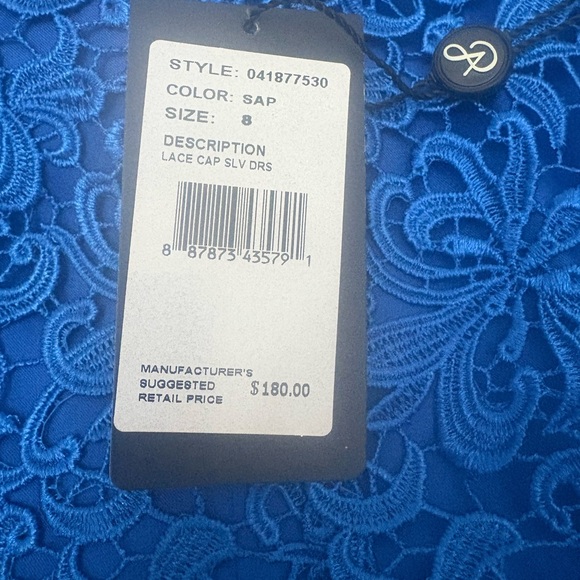 STYLE: 041877530
COLOR: SAP
SIZE: 8
DESCRIPTION
LACE CAP SLV DRS
8 87873 43579 1
MANUFACTURER'S
SUGGESTED
RETAIL PRICE
$180.00